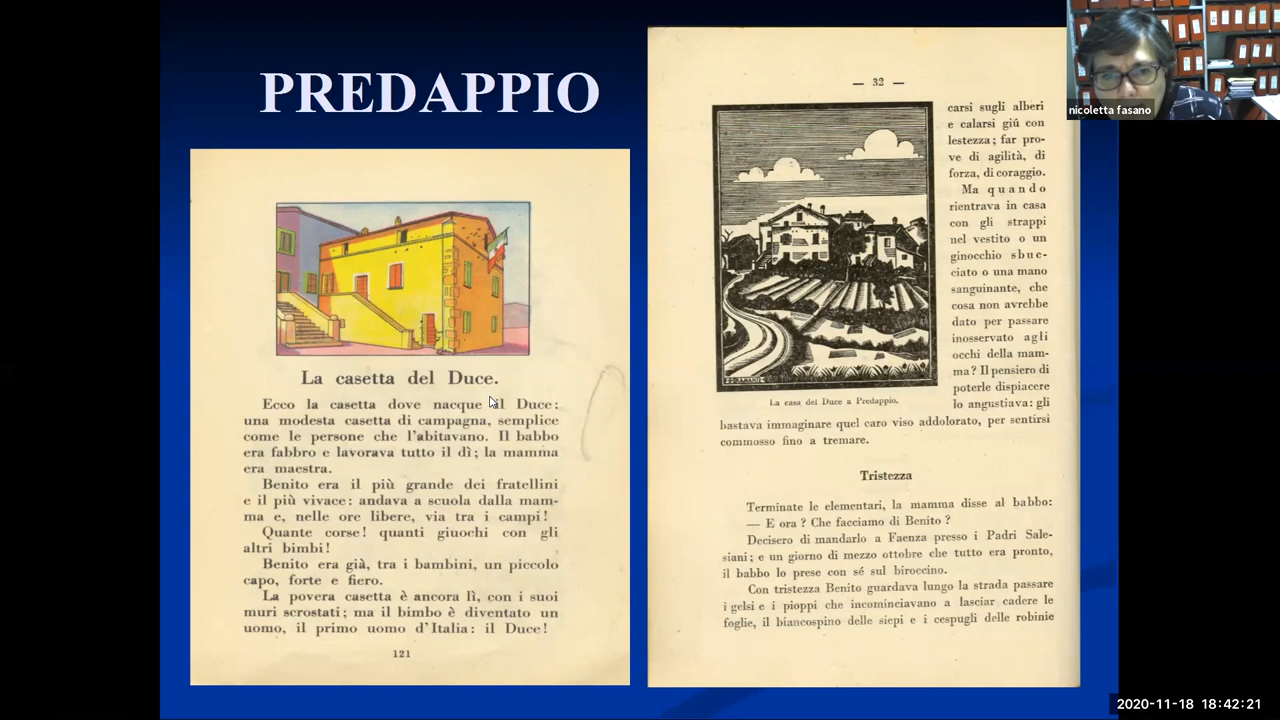 PREDAPPIO
La casetta del Duce.
Ecco la casetta dove nacque il Duce:
una modesta casetta di campagna, semplice
come le persone che l'abitavano. Il babbo
era fabbro e lavorava tutto il dì; la mamma
era maestra.
Benito era il più grande dei fratellini
e il più vivace: andava a scuola dalla mam-
ma e, nelle ore libere, via tra i campi!
Quante corse! quanti giuochi con gli
altri bimbi!
Benito era già, tra i bambini, un piccolo
capo, forte e fiero.
La povera casetta è ancora lì, con i suoi
muri scrostati; ma il bimbo è diventato un
uomo, il primo uomo d'Italia: il Duce!
121
— 32 —
carsi sugli alberi
e calarsi giú con
lestezza; far pro-
ve di agilità, di
forza, di coraggio.
Ma quando
rientrava in casa
con gli strappi
nel vestito o un
ginocchio sbuc-
ciato o una mano
sanguinante, che
cosa non avrebbe
dato per passare
inosservato agli
occhi della mam-
ma? Il pensiero di
poterle dispiacere
lo angustiava: gli
La casa del Duce a Predappio.
bastava immaginare quel caro viso addolorato, per sentirsi
commosso fino a tremare.
Tristezza
Terminate le elementari, la mamma disse al babbo:
— E ora? Che facciamo di Benito?
Decisero di mandarlo a Faenza presso i Padri Sale-
siani; e un giorno di mezzo ottobre che tutto era pronto,
il babbo lo prese con sé sul biroccino.
Con tristezza Benito guardava lungo la strada passare
i gelsi e i pioppi che incominciavano a lasciar cadere le
foglie, il biancospino delle siepi e i cespugli delle robinie
nicoletta fasano
2020-11-18 18:42:21